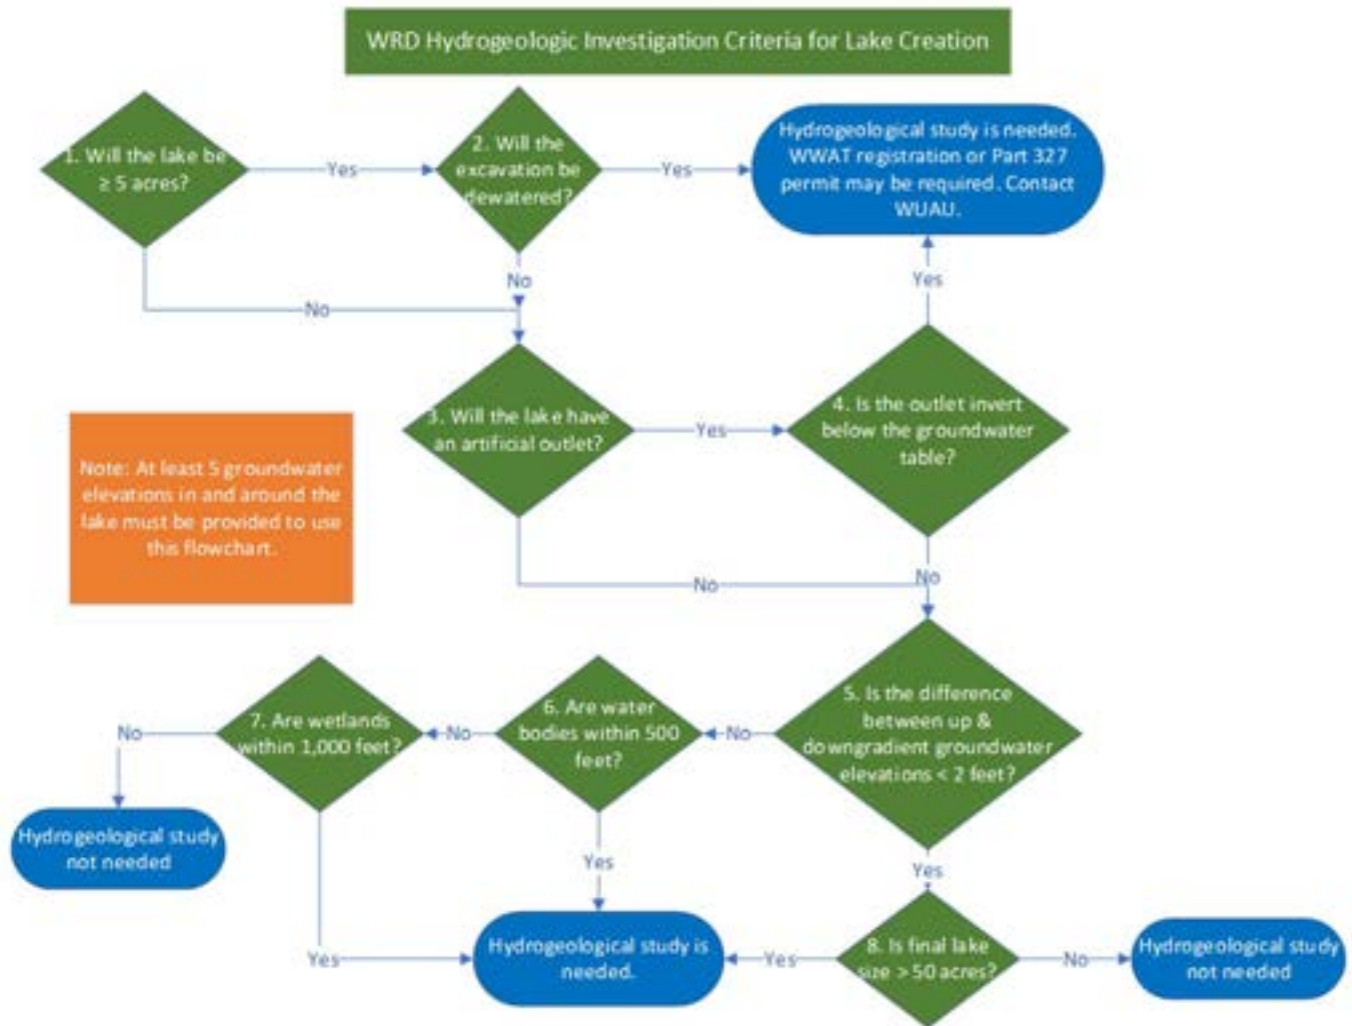 WRD Hydrogeologic Investigation Criteria for Lake Creation
1. Will the lake be
≥ 5 acres?
Yes
2. Will the
excavation be
dewatered?
Yes
Hydrogeological study is needed.
WWAT registration or Part 327
permit may be required. Contact
WUAU.
No
No
Yes
3. Will the lake have
an artificial outlet?
Yes
4. Is the outlet invert
below the groundwater
table?
Note: At least 5 groundwater
elevations in and around the
lake must be provided to use
this flowchart.
No
No
5. Is the difference
between up &
downgradient groundwater
elevations < 2 feet?
No
6. Are water
bodies within 500
feet?
No
7. Are wetlands
within 1,000 feet?
No
Hydrogeological study
not needed
Yes
Yes
Yes
Hydrogeological study is
needed.
Yes
8. Is final lake
size > 50 acres?
No
Hydrogeological study
not needed